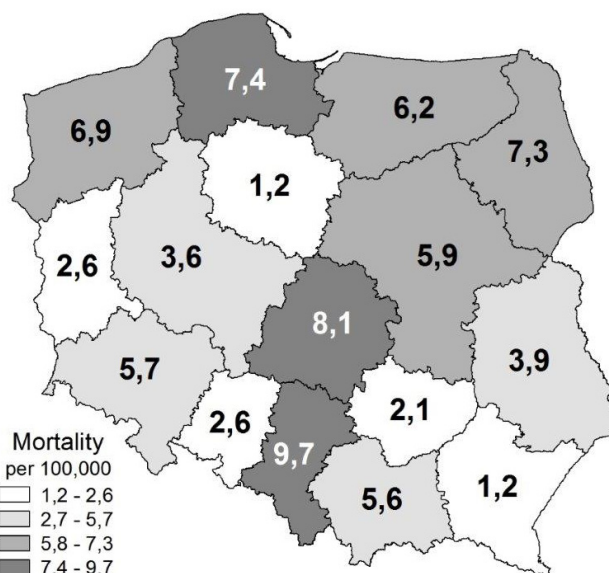 7,4
6,9
6,2
7,3
1,2
2,6
3,6
5,9
8,1
5,7
3,9
2,6
2,1
9,7
5,6
1,2
Mortality
per 100,000
1,2 - 2,6
2,7 - 5,7
5,8 - 7,3
7,4 - 9,7